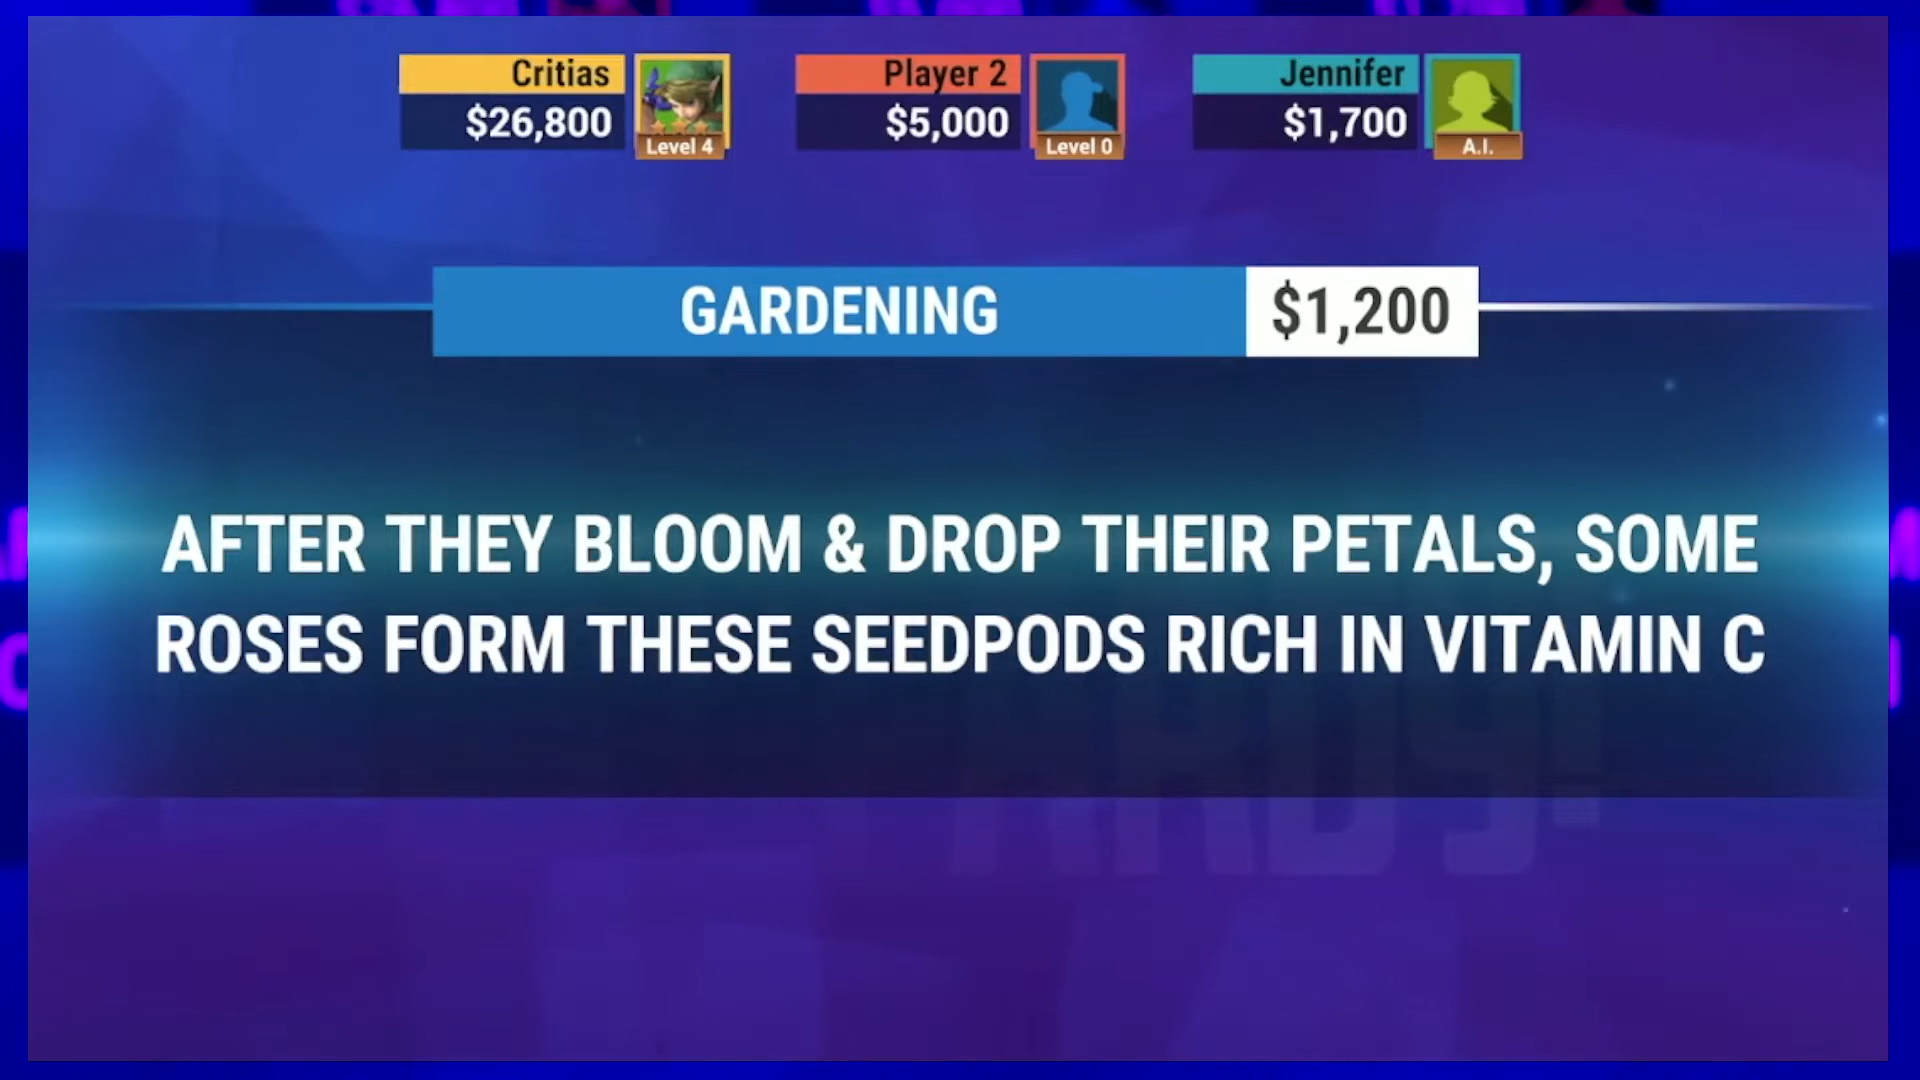 Critias
$26,800
Level 4
Player 2
$5,000
Level 0
Jennifer
$1,700
A.I.
GARDENING
$1,200
AFTER THEY BLOOM & DROP THEIR PETALS, SOME
ROSES FORM THESE SEEDPODS RICH IN VITAMIN C